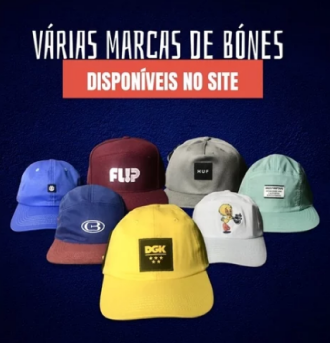 VÁRIAS MARCAS DE BÓNES
DISPONÍVEIS NO SITE
FLIP
HUF
DGK